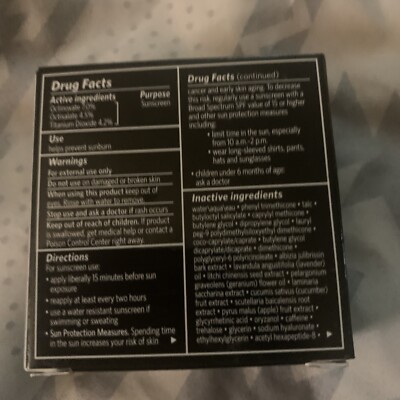 Drug Facts
Active ingredients Purpose
Octinoxate 7.0% Sunscreen
Octisalate 4.5%
Titanium Dioxide 4.2%
Use
helps prevent sunburn
Warnings
For external use only
Do not use on damaged or broken skin
When using this product keep out of
eyes. Rinse with water to remove.
Stop use and ask a doctor if rash occurs
Keep out of reach of children. If product
is swallowed, get medical help or contact a
Poison Control Center right away.
Directions
For sunscreen use:
• apply liberally 15 minutes before sun
exposure
• reapply at least every two hours
• use a water resistant sunscreen if
swimming or sweating
• Sun Protection Measures. Spending time
in the sun increases your risk of skin
Drug Facts (continued)
cancer and early skin aging. To decrease
this risk, regularly use a sunscreen with a
Broad Spectrum SPF value of 15 or higher
and other sun protection measures
including:
• limit time in the sun, especially
from 10 a.m.-2 p.m.
• wear long-sleeved shirts, pants,
hats and sunglasses
• children under 6 months of age:
ask a doctor
Inactive ingredients
water\aqua\eau • phenyl trimethicone • talc •
butyloctyl salicylate • caprylyl methicone •
butylene glycol • dipropylene glycol • lauryl
peg-9 polydimethylsiloxyethyl dimethicone •
coco-caprylate/caprate • butylene glycol
dicaprylate/dicaprate • dimethicone •
polyglyceryl-6 polyricinoleate • albizia julibrissin
bark extract • lavandula angustifolia (lavender)
oil • litchi chinensis seed extract • pelargonium
graveolens (geranium) flower oil • laminaria
saccharina extract • cucumis sativus (cucumber)
fruit extract • scutellaria baicalensis root
extract • pyrus malus (apple) fruit extract •
glycyrrhetinic acid • oryzanol • caffeine •
trehalose • glycerin • sodium hyaluronate •
ethylhexylglycerin • acetyl hexapeptide-8 •